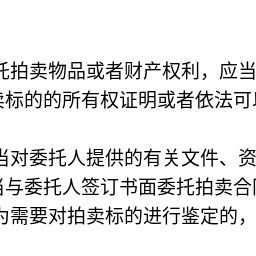 托拍卖物品或者财产权利，应当
卖标的的所有权证明或者依法可以
当对委托人提供的有关文件、资
当与委托人签订书面委托拍卖合同
为需要对拍卖标的进行鉴定的，